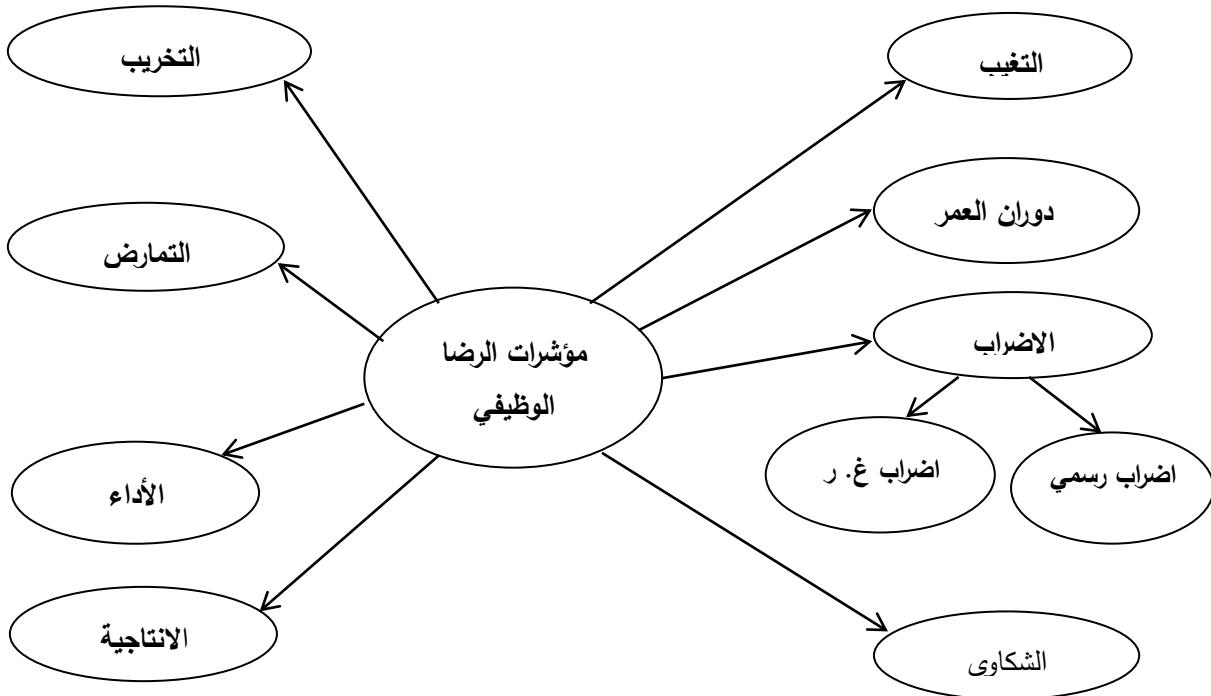 التغيب
التخريب
دوران العمر
التمارض
الاضراب
مؤشرات الرضا
الوظيفي
اضراب رسمي
اضراب غ. ر
الأداء
الشكاوى
الانتاجية